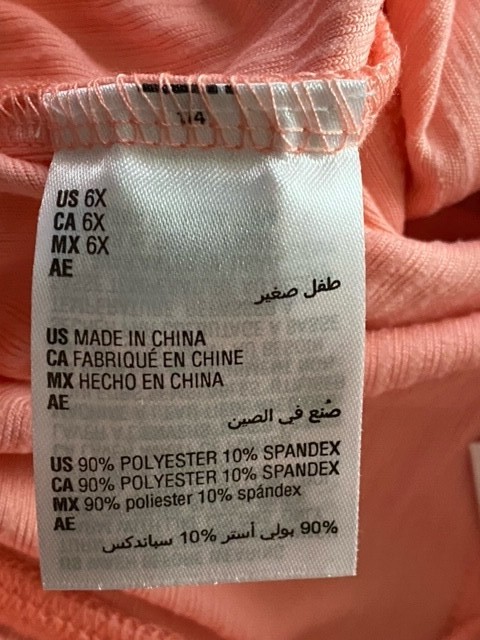 1/4
US 6X
CA 6X
MX 6X
AE
طفل صغير
US MADE IN CHINA
CA FABRIQUÉ EN CHINE
MX HECHO EN CHINA
AE
صُنع في الصين
US 90% POLYESTER 10% SPANDEX
CA 90% POLYESTER 10% SPANDEX
MX 90% poliester 10% spándex
AE
90% بولي أستر 10% سباندكس